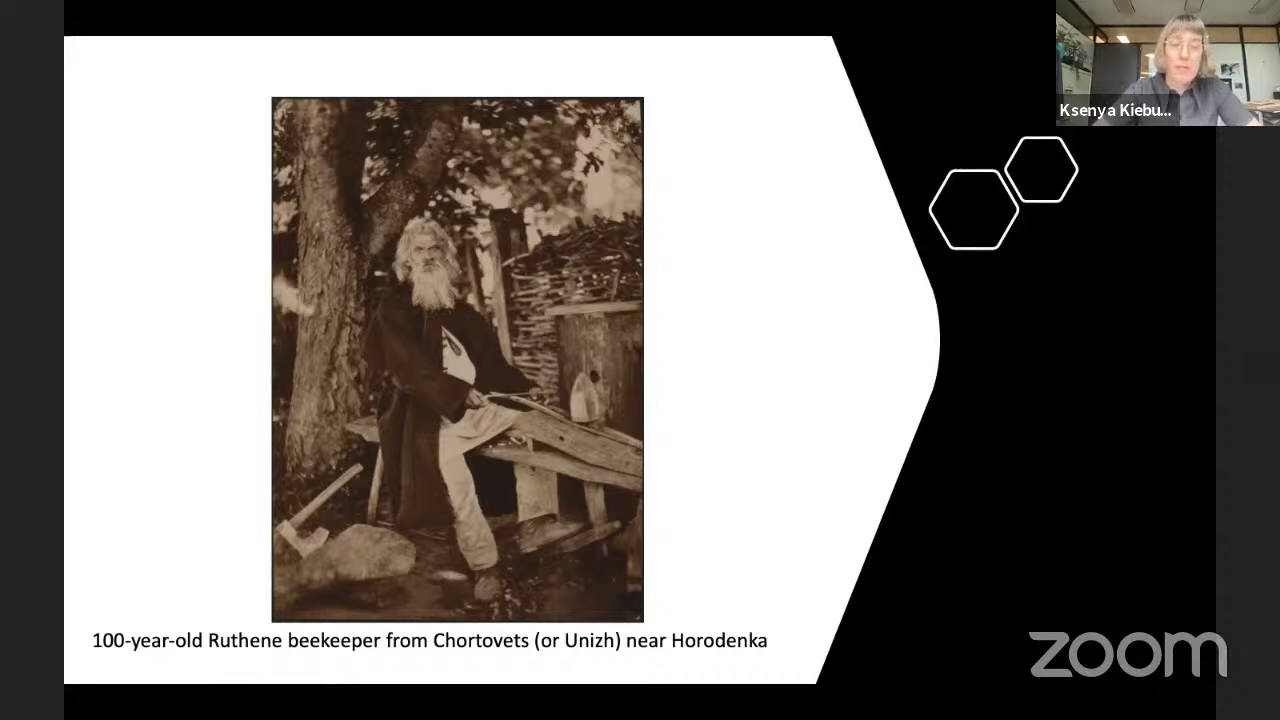 Ksenya Kiebu...
100-year-old Ruthene beekeeper from Chortovets (or Unizh) near Horodenka
zoom